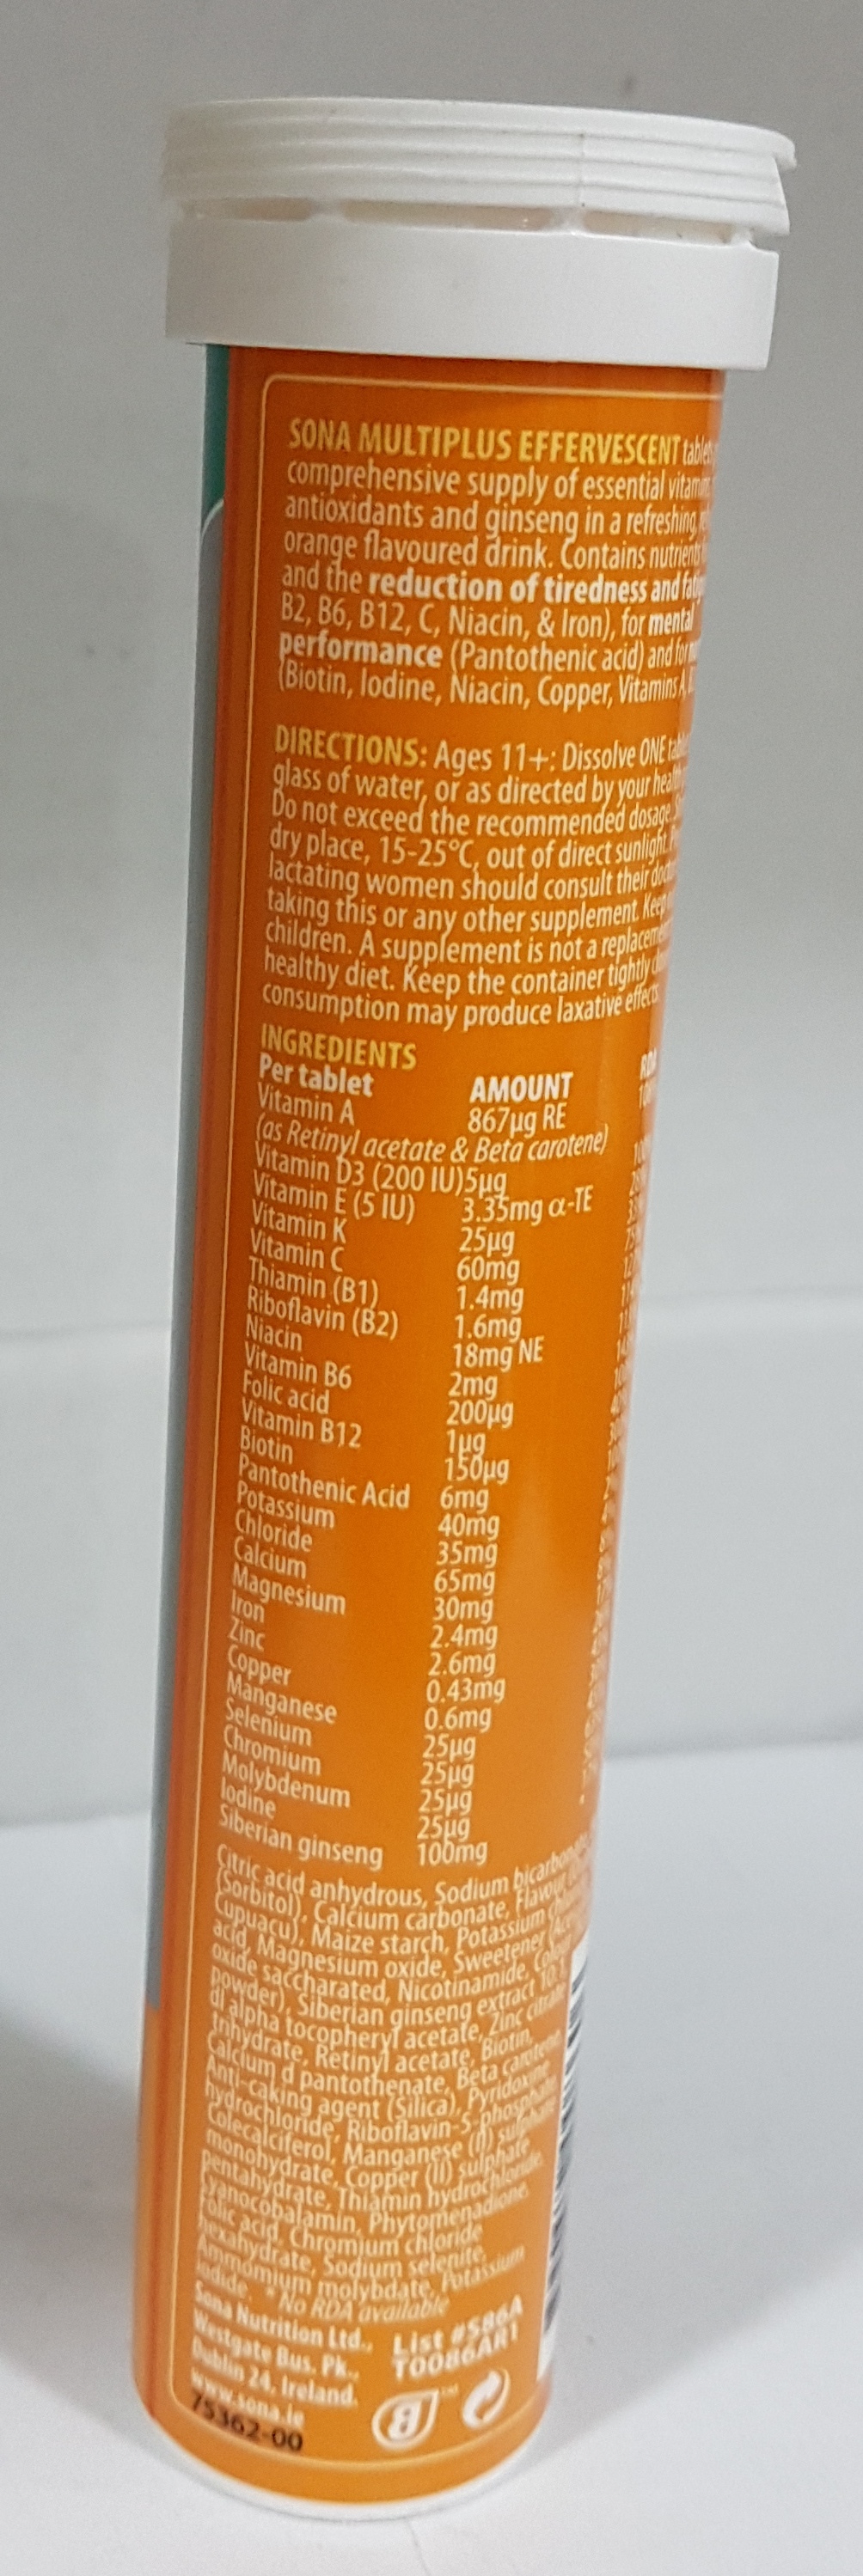 SONA MULTIPLUS EFFERVESCENT
comprehensive supply of essential
antioxidants and ginseng in a refreshing,
orange flavoured drink. Contains nutrients
and the reduction of tiredness and
B2, B6, B12, C, Niacin, & Iron), for mental
performance (Pantothenic acid) and for
(Biotin, Iodine, Niacin, Copper, Vitamins A,
DIRECTIONS: Ages 11+: Dissolve ONE
glass of water, or as directed by your
Do not exceed the recommended dosage.
dry place, 15-25°C, out of direct sunlight.
lactating women should consult their
taking this or any other supplement. Keep
children. A supplement is not a
healthy diet. Keep the container tightly
consumption may produce laxative effects
INGREDIENTS
Per tablet AMOUNT
Vitamin A 867µg RE
(as Retinyl acetate & Beta carotene)
Vitamin D3 (200 IU) 5µg
Vitamin E (5 IU) 3.35mg α-TE
Vitamin K 25µg
Vitamin C 60mg
Thiamin (B1) 1.4mg
Riboflavin (B2) 1.6mg
Niacin 18mg NE
Vitamin B6 2mg
Folic acid 200µg
Vitamin B12 1µg
Biotin 150µg
Pantothenic Acid 6mg
Potassium 40mg
Chloride 35mg
Calcium 65mg
Magnesium 30mg
Iron 2.4mg
Zinc 2.6mg
Copper 0.43mg
Manganese 0.6mg
Selenium 25µg
Chromium 25µg
Molybdenum 25µg
Iodine 25µg
Siberian ginseng 100mg
Citric acid anhydrous, Sodium
(Sorbitol), Calcium carbonate, Flavour
Cupuacu), Maize starch, Potassium
acid, Magnesium oxide, Sweetener
oxide saccharated, Nicotinamide,
powder), Siberian ginseng extract
dl alpha tocopheryl acetate, Zinc
trihydrate, Retinyl acetate, Biotin,
Calcium d pantothenate, Beta carotene
Anti-caking agent (Silica), Pyridoxine
hydrochloride, Riboflavin-5-
Colecalciferol, Manganese (II)
monohydrate, Copper (II) sulphate
pentahydrate, Thiamin hydrochloride,
Cyanocobalamin, Phytomenadione,
Folic acid, Chromium chloride
hexahydrate, Sodium selenite,
Ammomium molybdate, Potassium
Iodide. * No RDA available
Sona Nutrition Ltd., List #586A
Westgate Bus. Pk., T0086AR1
Dublin 24, Ireland.
www.sona.ie
75362-00